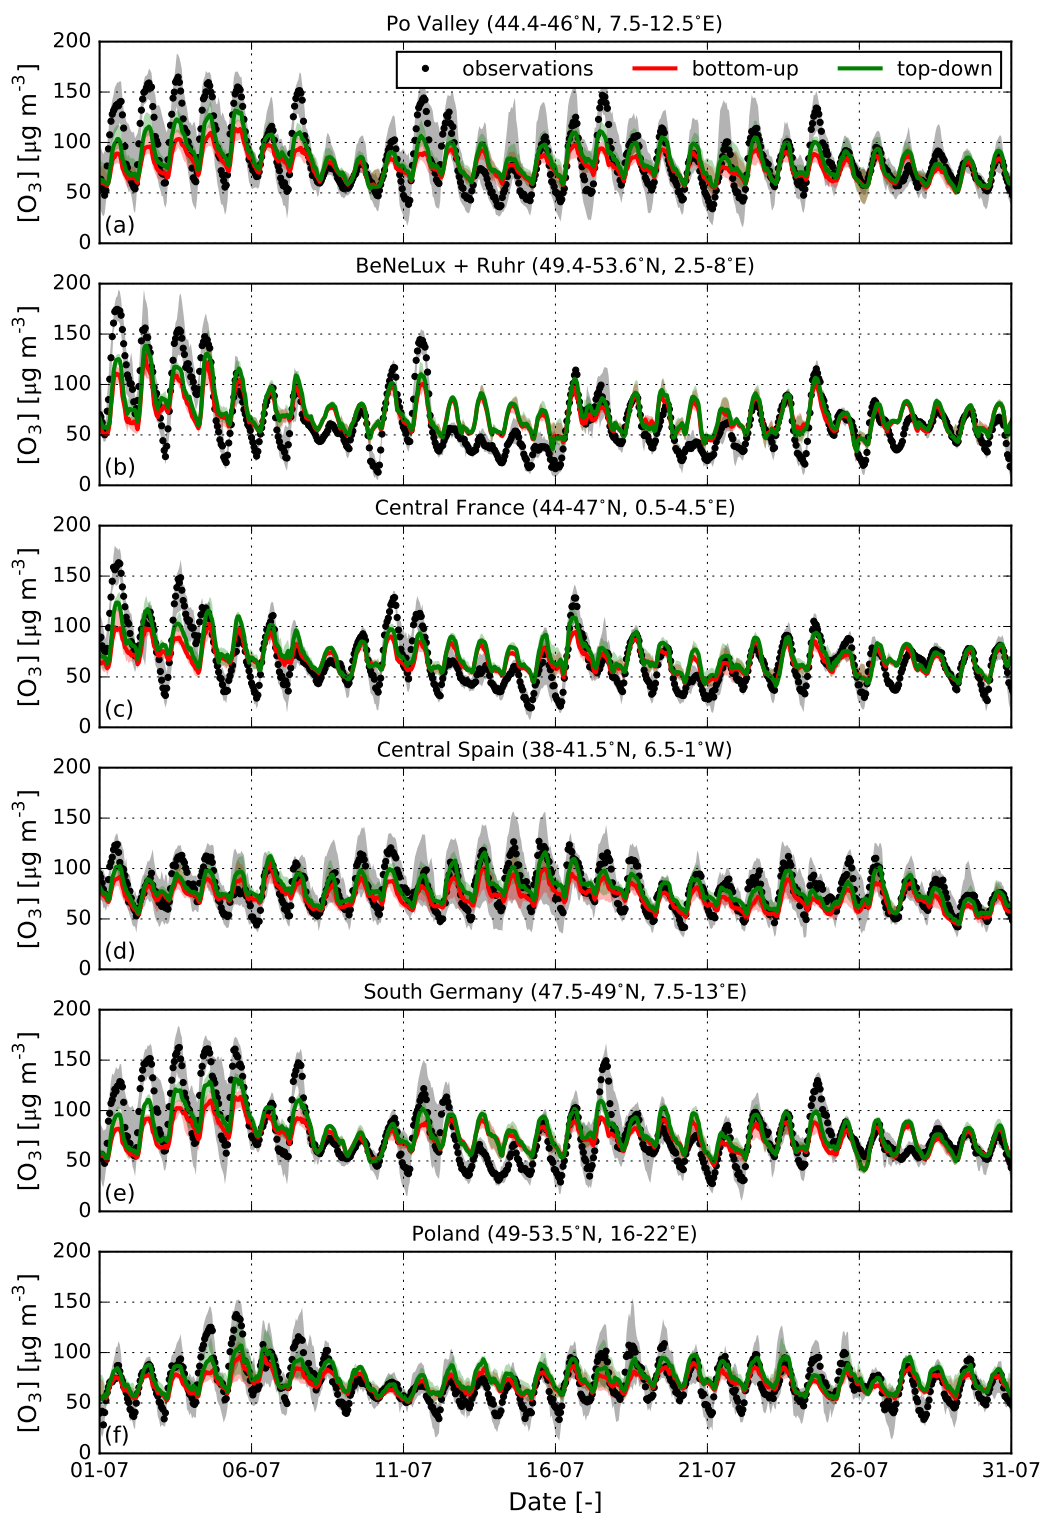 Po Valley (44.4-46°N, 7.5-12.5°E)
200
150
100
50
0
[O3] [µg m-3]
observations bottom-up top-down
(a)
BeNeLux + Ruhr (49.4-53.6°N, 2.5-8°E)
200
150
100
50
0
[O3] [µg m-3]
(b)
Central France (44-47°N, 0.5-4.5°E)
200
150
100
50
0
[O3] [µg m-3]
(c)
Central Spain (38-41.5°N, 6.5-1°W)
200
150
100
50
0
[O3] [µg m-3]
(d)
South Germany (47.5-49°N, 7.5-13°E)
200
150
100
50
0
[O3] [µg m-3]
(e)
Poland (49-53.5°N, 16-22°E)
200
150
100
50
0
[O3] [µg m-3]
(f)
01-07 06-07 11-07 16-07 21-07 26-07 31-07
Date [-]